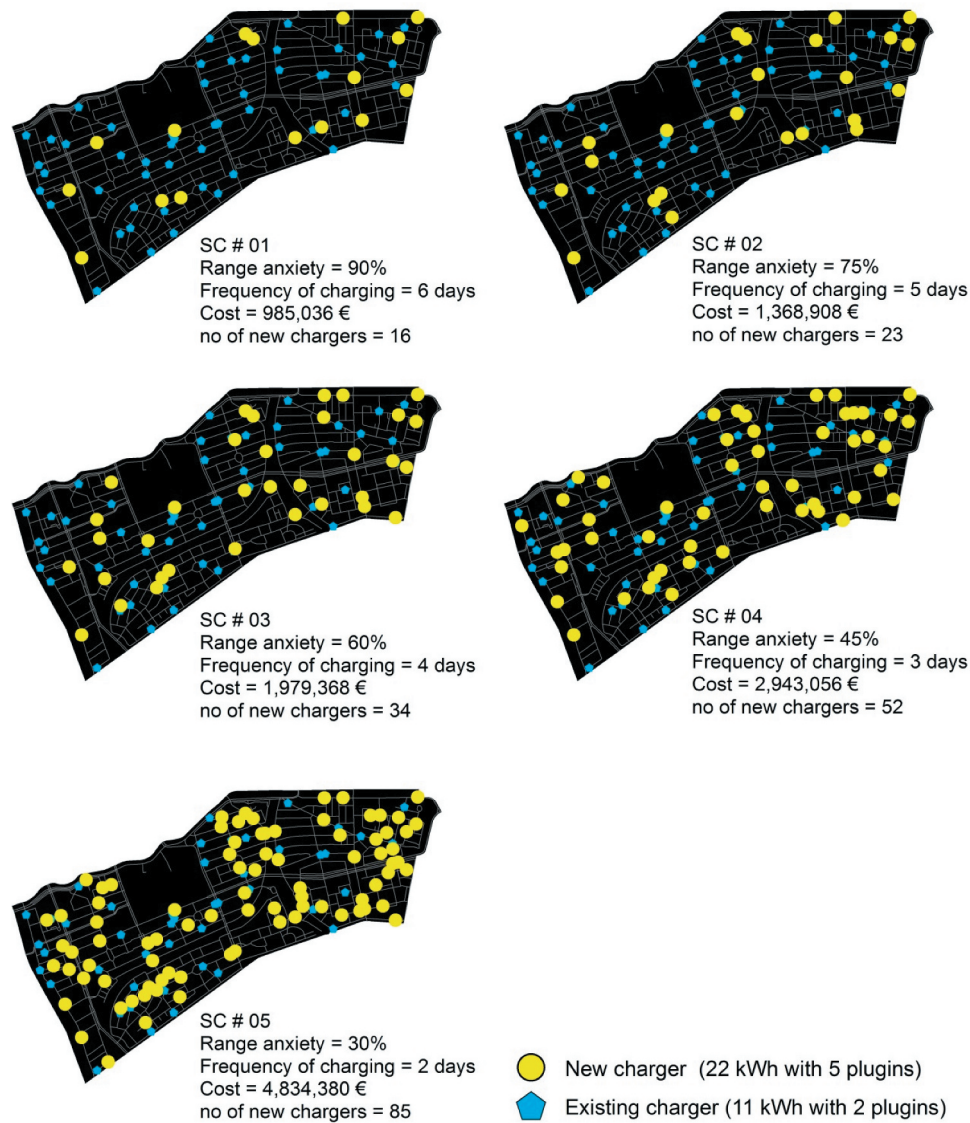 SC # 01
Range anxiety = 90%
Frequency of charging = 6 days
Cost = 985,036 €
no of new chargers = 16
SC # 02
Range anxiety = 75%
Frequency of charging = 5 days
Cost = 1,368,908 €
no of new chargers = 23
SC # 03
Range anxiety = 60%
Frequency of charging = 4 days
Cost = 1,979,368 €
no of new chargers = 34
SC # 04
Range anxiety = 45%
Frequency of charging = 3 days
Cost = 2,943,056 €
no of new chargers = 52
SC # 05
Range anxiety = 30%
Frequency of charging = 2 days
Cost = 4,834,380 €
no of new chargers = 85
New charger (22 kWh with 5 plugins)
Existing charger (11 kWh with 2 plugins)